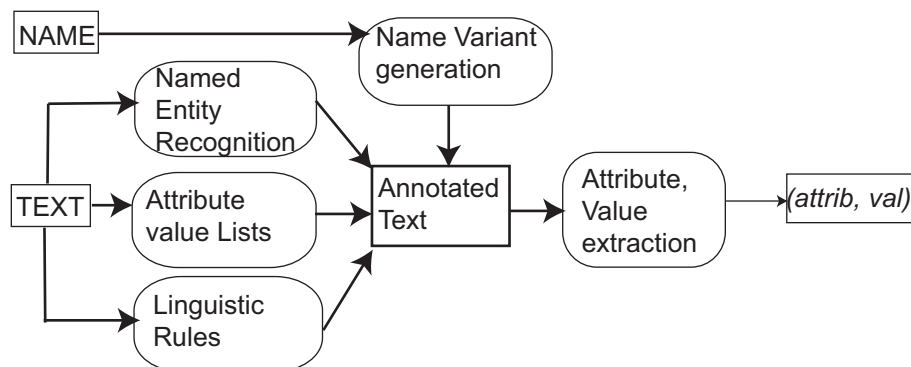 NAME
Name Variant
generation
Named
Entity
Recognition
TEXT
Attribute
value Lists
Annotated
Text
Attribute,
Value
extraction
(attrib, val)
Linguistic
Rules